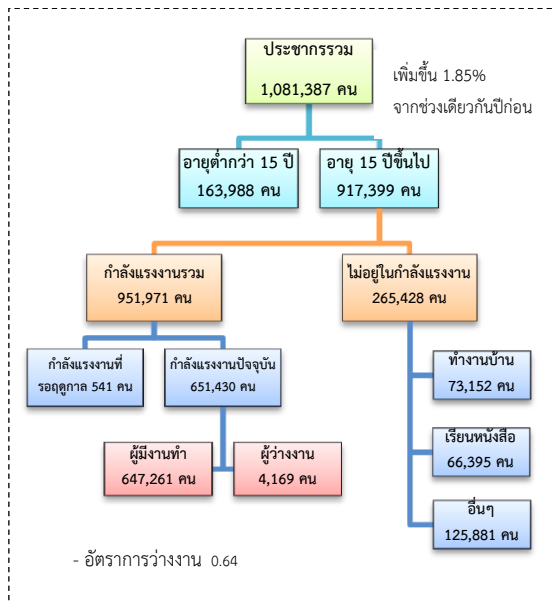 ประชากรรวม
1,081,387 คน
เพิ่มขึ้น 1.85%
จากช่วงเดียวกันปีก่อน
อายุต่ำกว่า 15 ปี
163,988 คน
อายุ 15 ปีขึ้นไป
917,399 คน
กำลังแรงงานรวม
951,971 คน
ไม่อยู่ในกำลังแรงงาน
265,428 คน
กำลังแรงงานที่
รอฤดูกาล 541 คน
กำลังแรงงานปัจจุบัน
651,430 คน
ทำงานบ้าน
73,152 คน
ผู้มีงานทำ
647,261 คน
ผู้ว่างงาน
4,169 คน
เรียนหนังสือ
66,395 คน
อื่นๆ
125,881 คน
- อัตราการว่างงาน 0.64